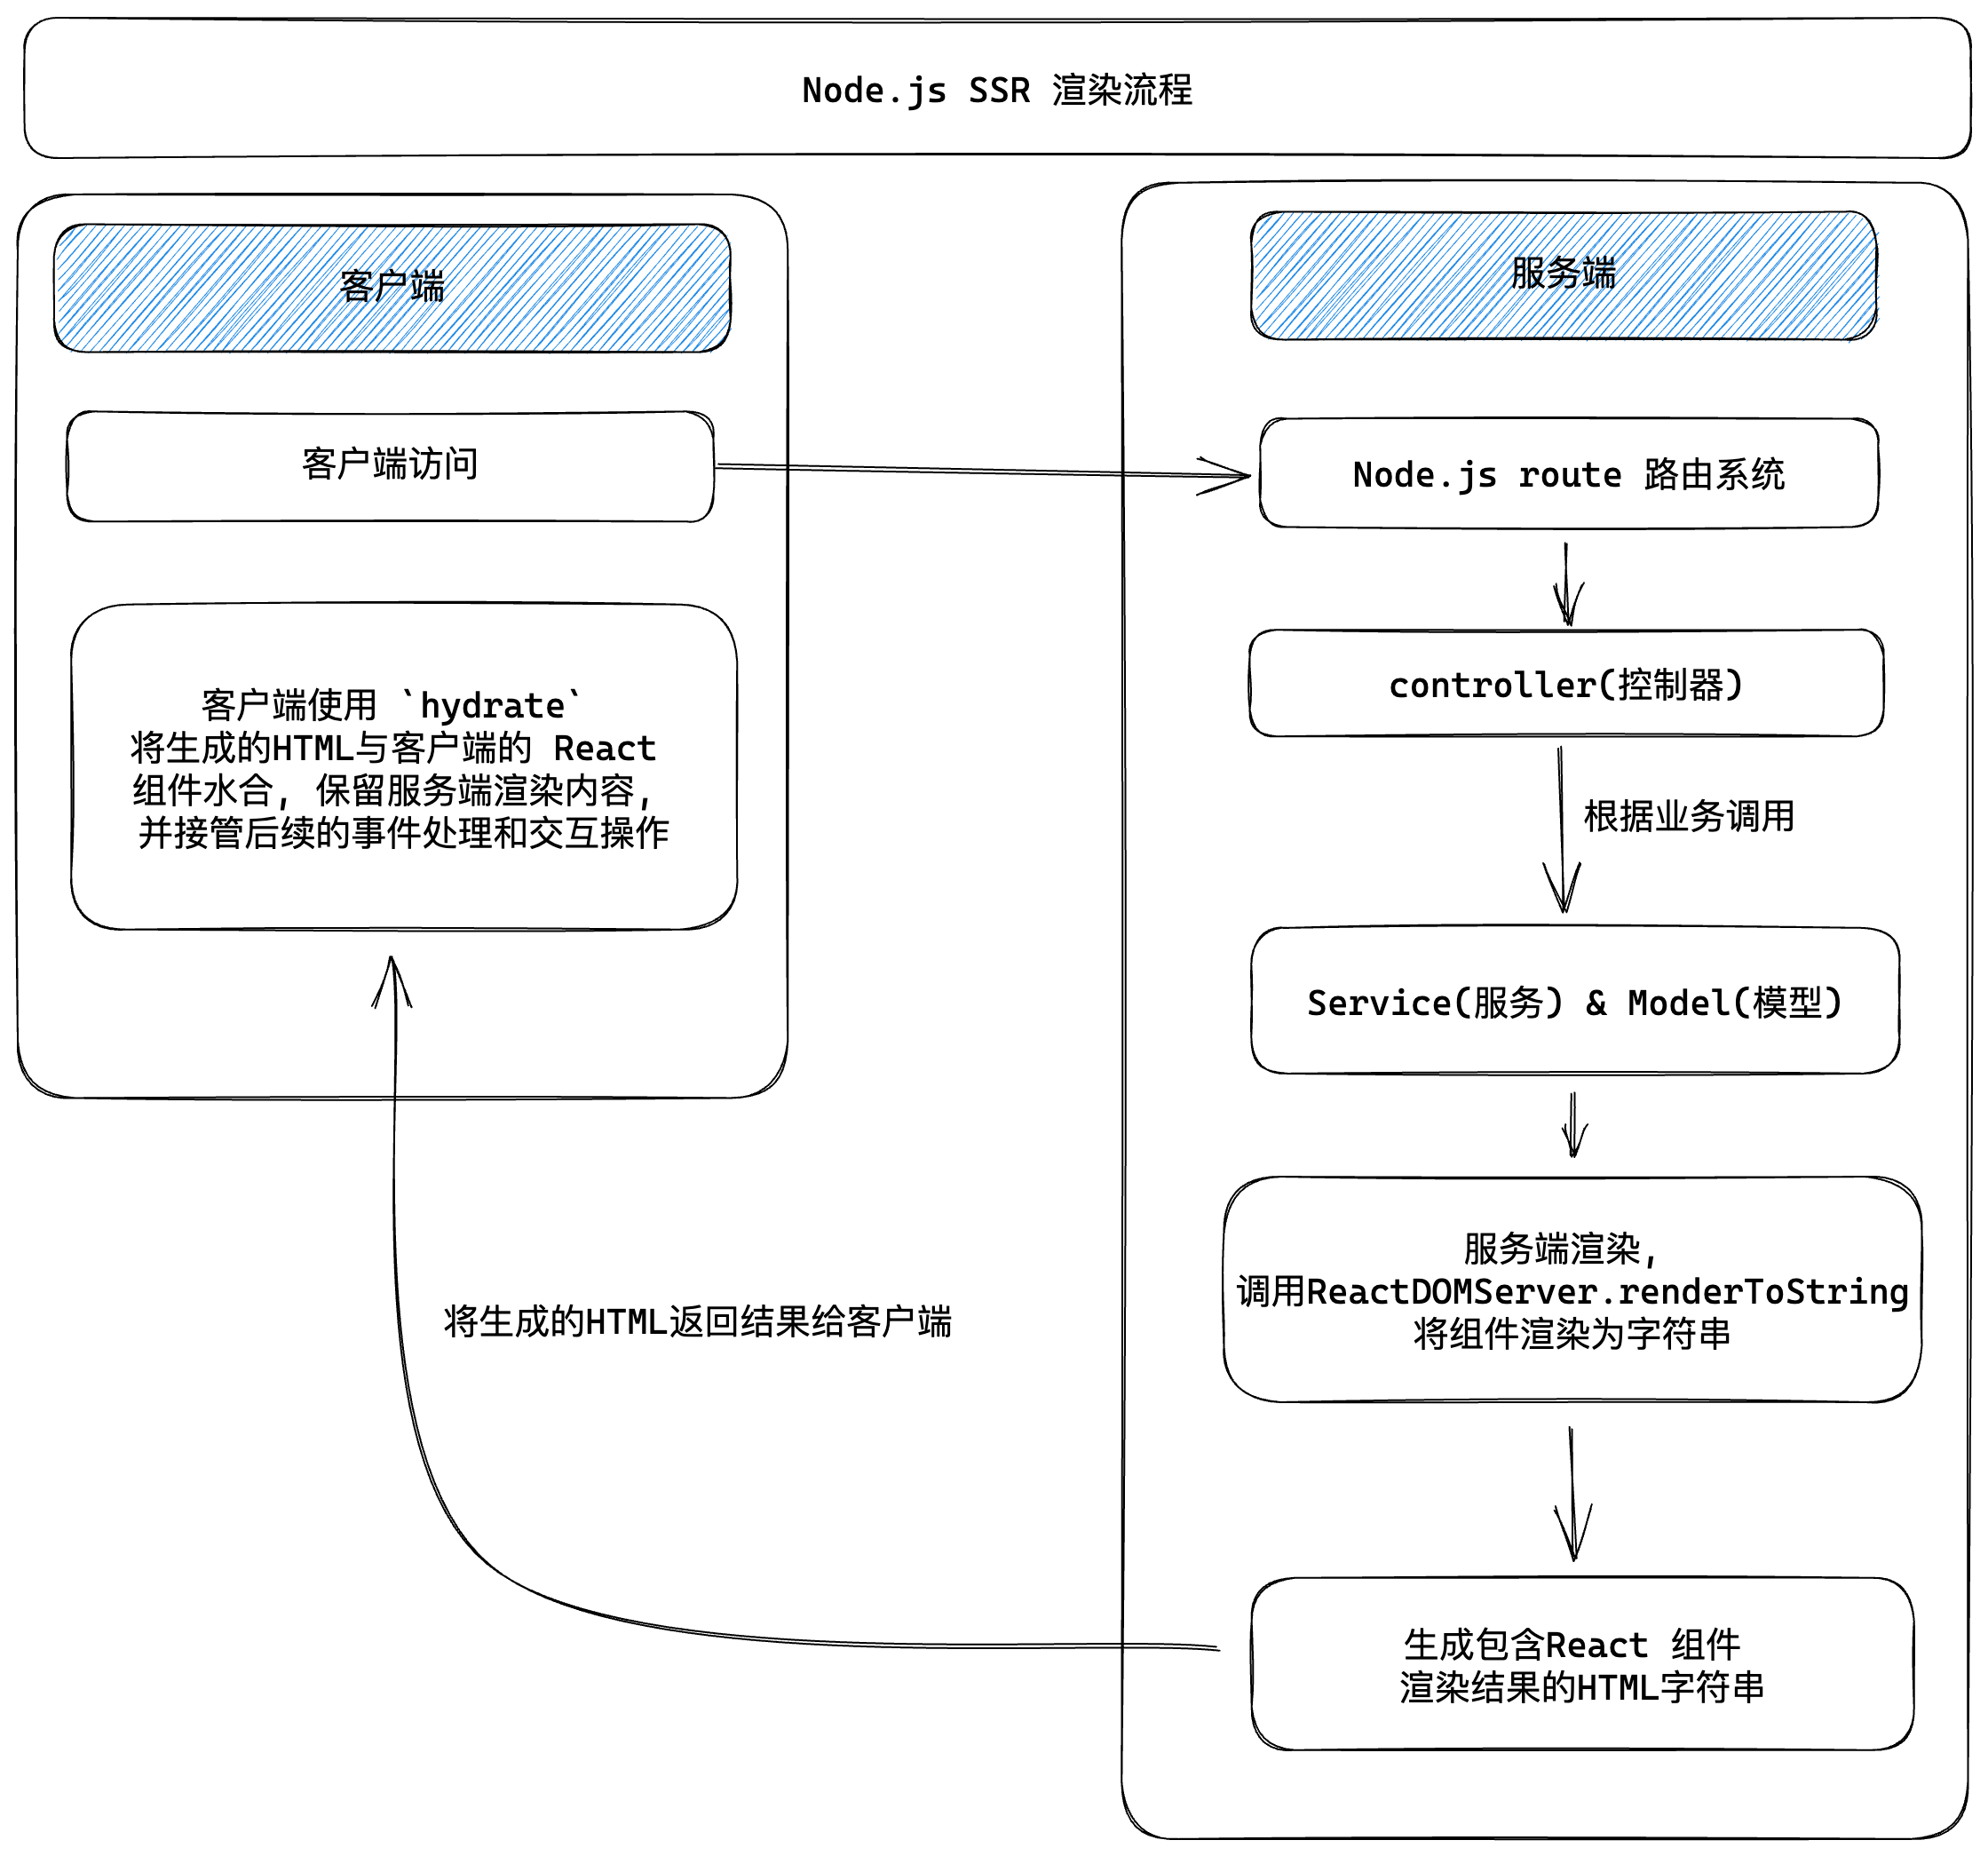 Node.js SSR 渲染流程
客户端
客户端访问
客户端使用 `hydrate`
将生成的HTML与客户端的 React
组件水合, 保留服务端渲染内容,
并接管后续的事件处理和交互操作
将生成的HTML返回结果给客户端
服务端
Node.js route 路由系统
controller(控制器)
根据业务调用
Service(服务) & Model(模型)
服务端渲染,
调用ReactDOMServer.renderToString
将组件渲染为字符串
生成包含React 组件
渲染结果的HTML字符串